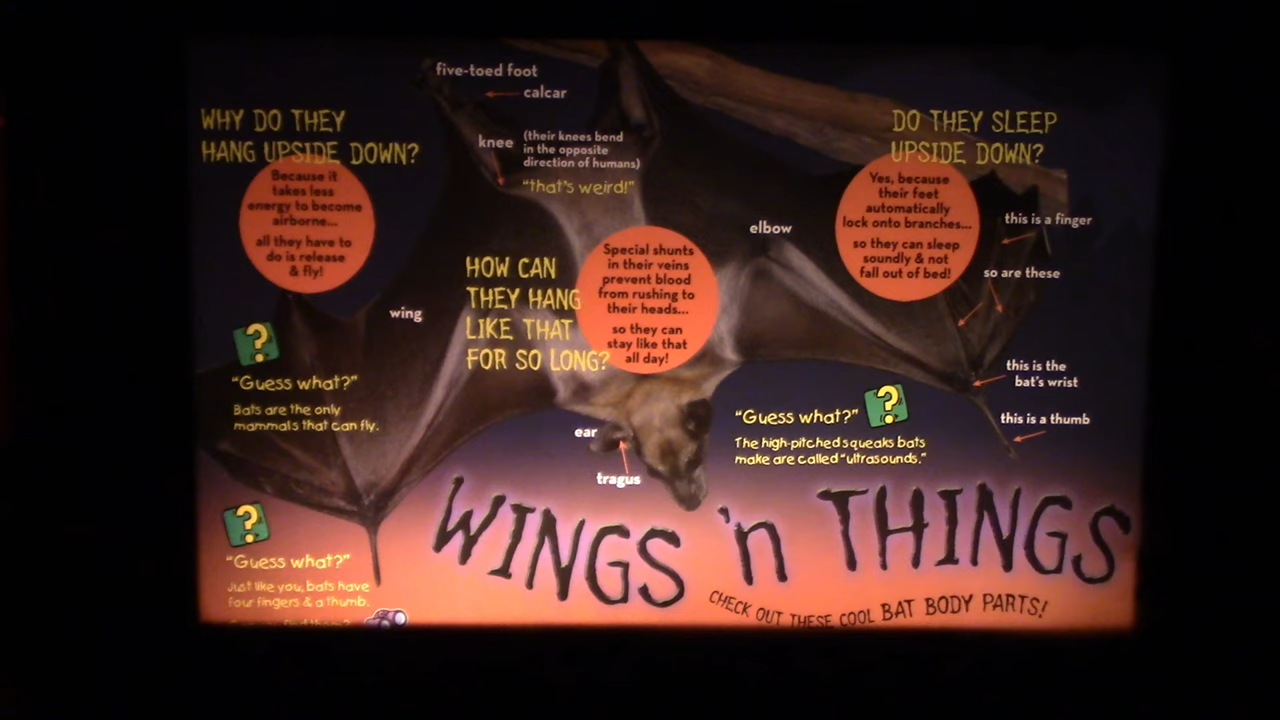 five-toed foot
calcar
WHY DO THEY
HANG UPSIDE DOWN?
Because it
takes less
energy to become
airborne...
all they have to
do is release
& fly!
knee
(their knees bend
in the opposite
direction of humans)
"that's weird!"
DO THEY SLEEP
UPSIDE DOWN?
Yes, because
their feet
automatically
lock onto branches...
so they can sleep
soundly & not
fall out of bed!
this is a finger
so are these
elbow
HOW CAN
THEY HANG
LIKE THAT
FOR SO LONG?
Special shunts
in their veins
prevent blood
from rushing to
their heads...
so they can
stay like that
all day!
wing
?
"Guess what?"
Bats are the only
mammals that can fly.
this is the
bat's wrist
this is a thumb
"Guess what?"
?
The high-pitched squeaks bats
make are called "ultrasounds."
ear
tragus
WINGS 'n THINGS
CHECK OUT THESE COOL BAT BODY PARTS!
?
"Guess what?"
Just like you, bats have
four fingers & a thumb.